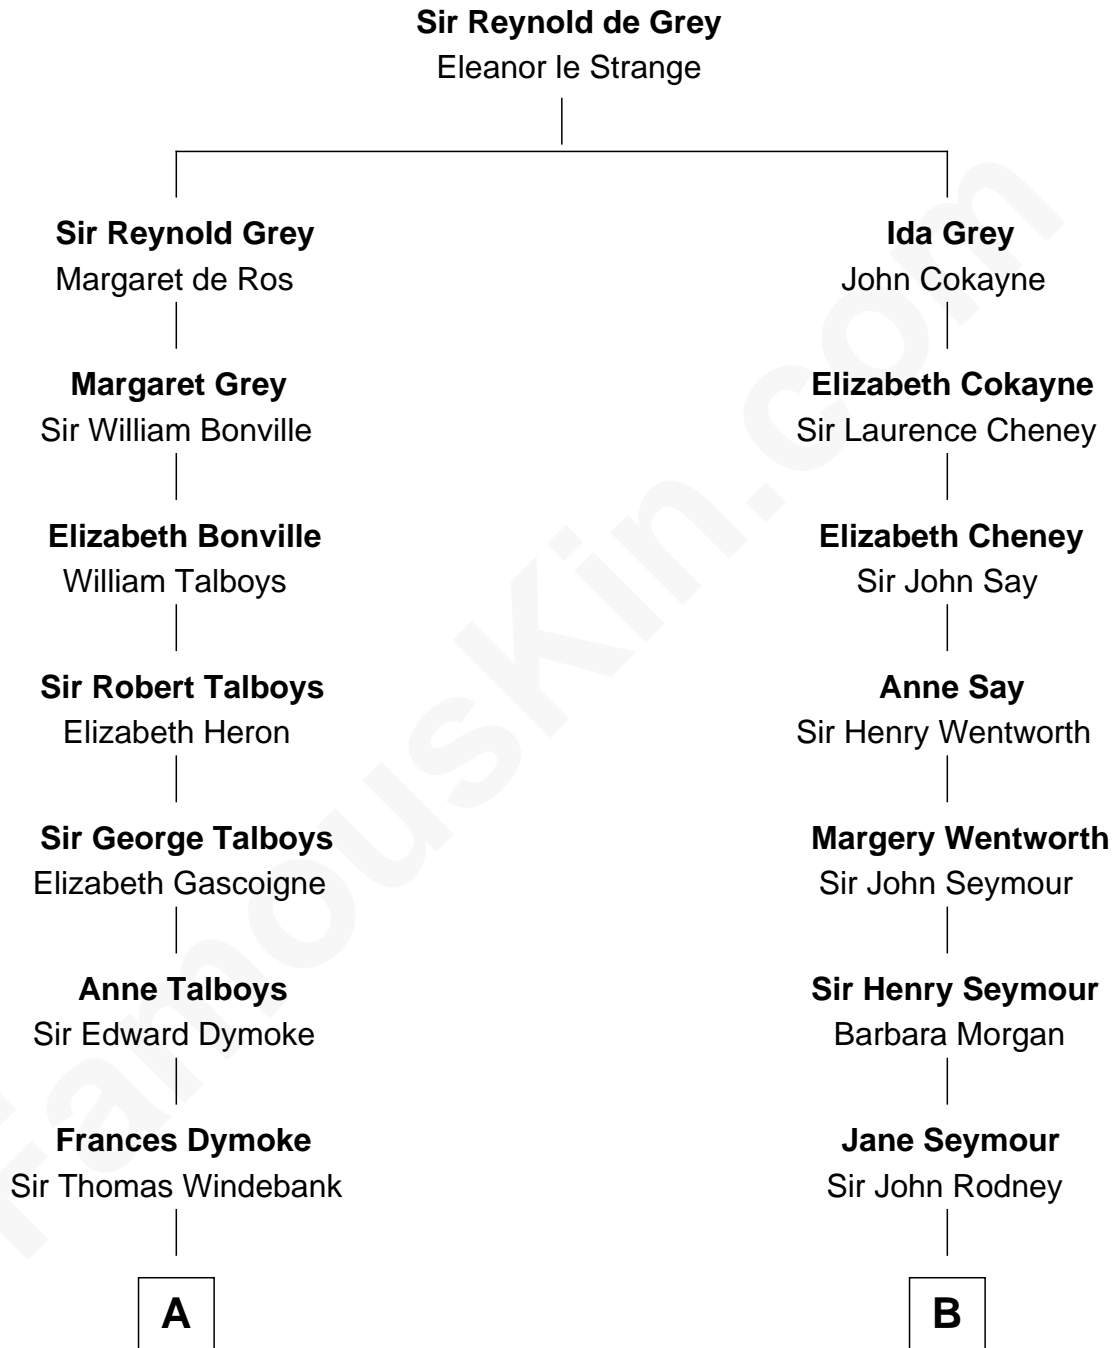 Sir Reynold de Grey
Eleanor le Strange
Sir Reynold Grey
Margaret de Ros
Ida Grey
John Cokayne
Margaret Grey
Sir William Bonville
Elizabeth Cokayne
Sir Laurence Cheney
Elizabeth Bonville
William Talboys
Elizabeth Cheney
Sir John Say
Sir Robert Talboys
Elizabeth Heron
Anne Say
Sir Henry Wentworth
Sir George Talboys
Elizabeth Gascoigne
Margery Wentworth
Sir John Seymour
Anne Talboys
Sir Edward Dymoke
Sir Henry Seymour
Barbara Morgan
Frances Dymoke
Sir Thomas Windebank
Jane Seymour
Sir John Rodney
A
B
FamousKin.com